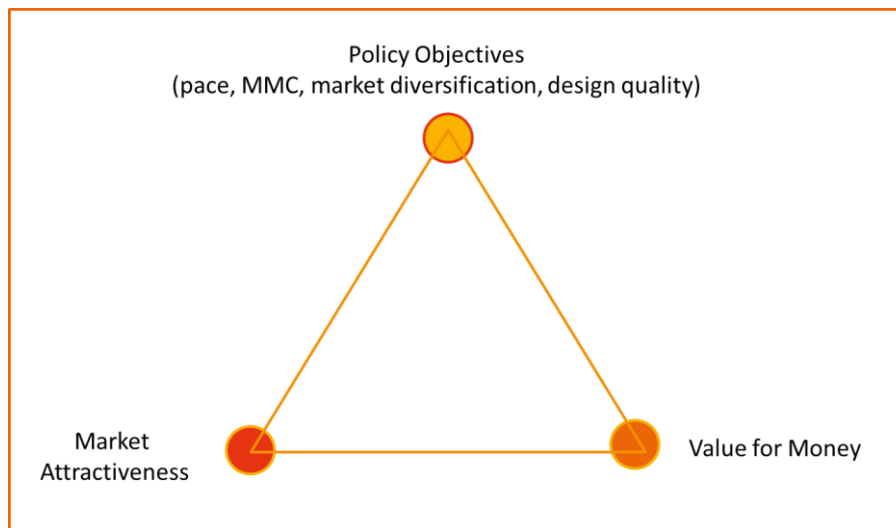 Policy Objectives
(pace, MMC, market diversification, design quality)
Market
Attractiveness
Value for Money